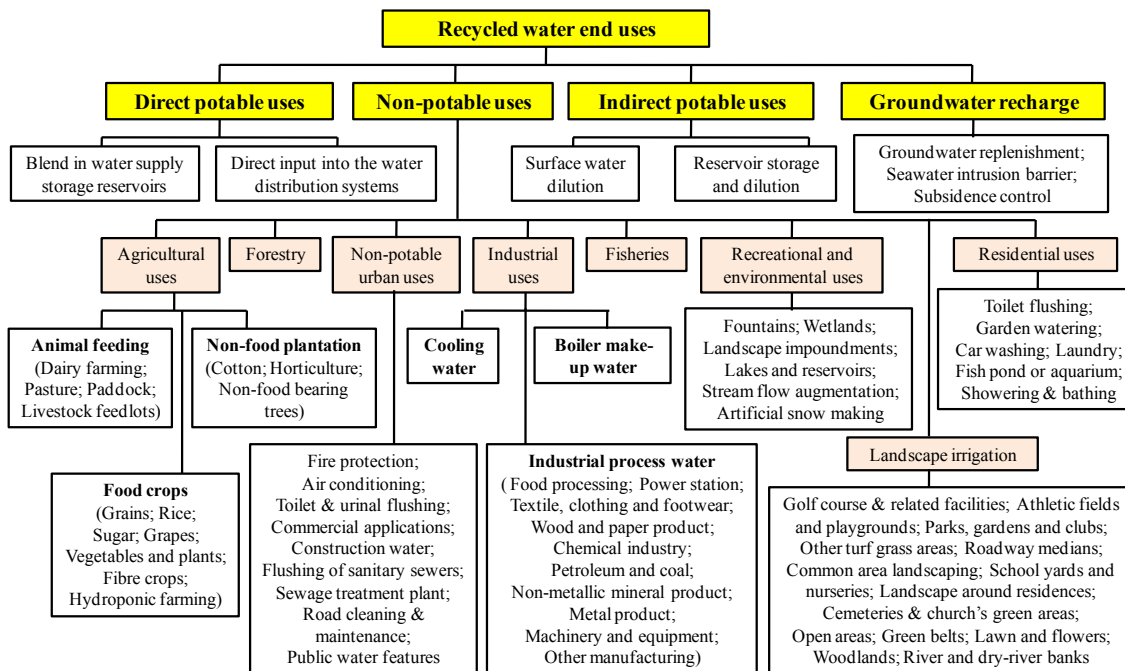 Recycled water end uses
Direct potable uses
Non-potable uses
Indirect potable uses
Groundwater recharge
Blend in water supply
storage reservoirs
Direct input into the water
distribution systems
Surface water
dilution
Reservoir storage
and dilution
Groundwater replenishment;
Seawater intrusion barrier;
Subsidence control
Agricultural
uses
Forestry
Non-potable
urban uses
Industrial
uses
Fisheries
Recreational and
environmental uses
Residential uses
Animal feeding
(Dairy farming;
Pasture; Paddock;
Livestock feedlots)
Non-food plantation
(Cotton; Horticulture;
Non-food bearing
trees)
Cooling
water
Boiler make-
up water
Fountains; Wetlands;
Landscape impoundments;
Lakes and reservoirs;
Stream flow augmentation;
Artificial snow making
Toilet flushing;
Garden watering;
Car washing; Laundry;
Fish pond or aquarium;
Showering & bathing
Landscape irrigation
Food crops
(Grains; Rice;
Sugar; Grapes;
Vegetables and plants;
Fibre crops;
Hydroponic farming)
Fire protection;
Air conditioning;
Toilet & urinal flushing;
Commercial applications;
Construction water;
Flushing of sanitary sewers;
Sewage treatment plant;
Road cleaning &
maintenance;
Public water features
Industrial process water
( Food processing; Power station;
Textile, clothing and footwear;
Wood and paper product;
Chemical industry;
Petroleum and coal;
Non-metallic mineral product;
Metal product;
Machinery and equipment;
Other manufacturing)
Golf course & related facilities; Athletic fields
and playgrounds; Parks, gardens and clubs;
Other turf grass areas; Roadway medians;
Common area landscaping; School yards and
nurseries; Landscape around residences;
Cemeteries & church's green areas;
Open areas; Green belts; Lawn and flowers;
Woodlands; River and dry-river banks